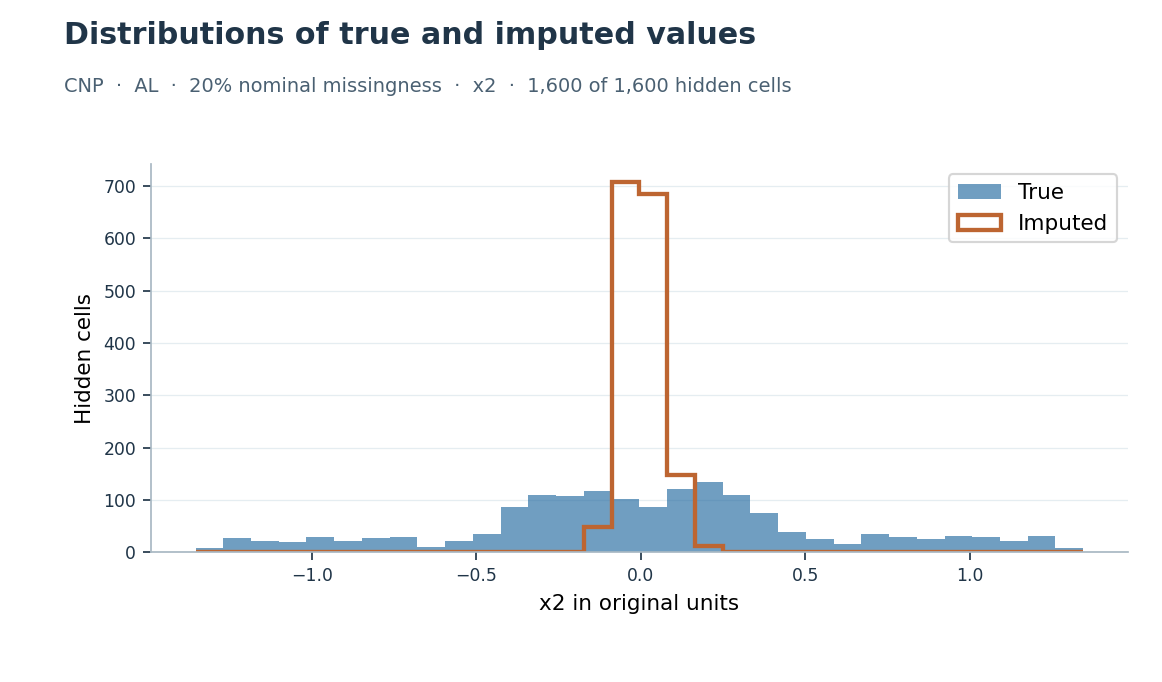 Distributions of true and imputed values
CNP · AL · 20% nominal missingness · x2 · 1,600 of 1,600 hidden cells
True
Imputed
Hidden cells
700
600
500
400
300
200
100
0
−1.0
−0.5
0.0
0.5
1.0
x2 in original units